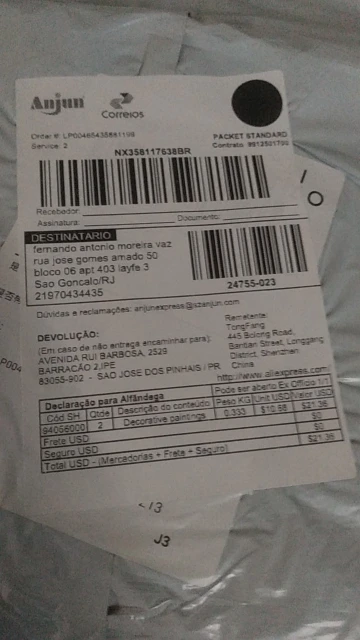 Anjun
Correios
Order #: LP00465435881199
Service: 2
PACKET STANDARD
Contrato: 9912501700
NX358117638BR
Recebedor:
Assinatura:
Documento:
DESTINATÁRIO
fernando antonio moreira vaz
rua jose gomes amado 50
bloco 06 apt 403 layfe 3
Sao Goncalo/RJ
21970434435
24755-023
Dúvidas e reclamações: anjunexpress@szanjun.com
DEVOLUÇÃO:
(Em caso de não entrega encaminhar para):
AVENIDA RUI BARBOSA, 2529
BARRACÃO 2,IPE
83055-902 - SAO JOSE DOS PINHAIS / PR
Remetente:
TongFang
445 Bulong Road,
Bantian Street, Longgang
District, Shenzhen
China
http://www.aliexpress.com/
Declaração para Alfândega
Pode ser aberto Ex Officio 1/1
Cód SH Qtde Descrição do conteúdo Peso KG Unit USD Valor USD
94056000 2 Decorative paintings 0.333 $10.68 $21.36
Frete USD $0
Seguro USD $0
Total USD - (Mercadorias + Frete + Seguro) $21.36
P004
J3